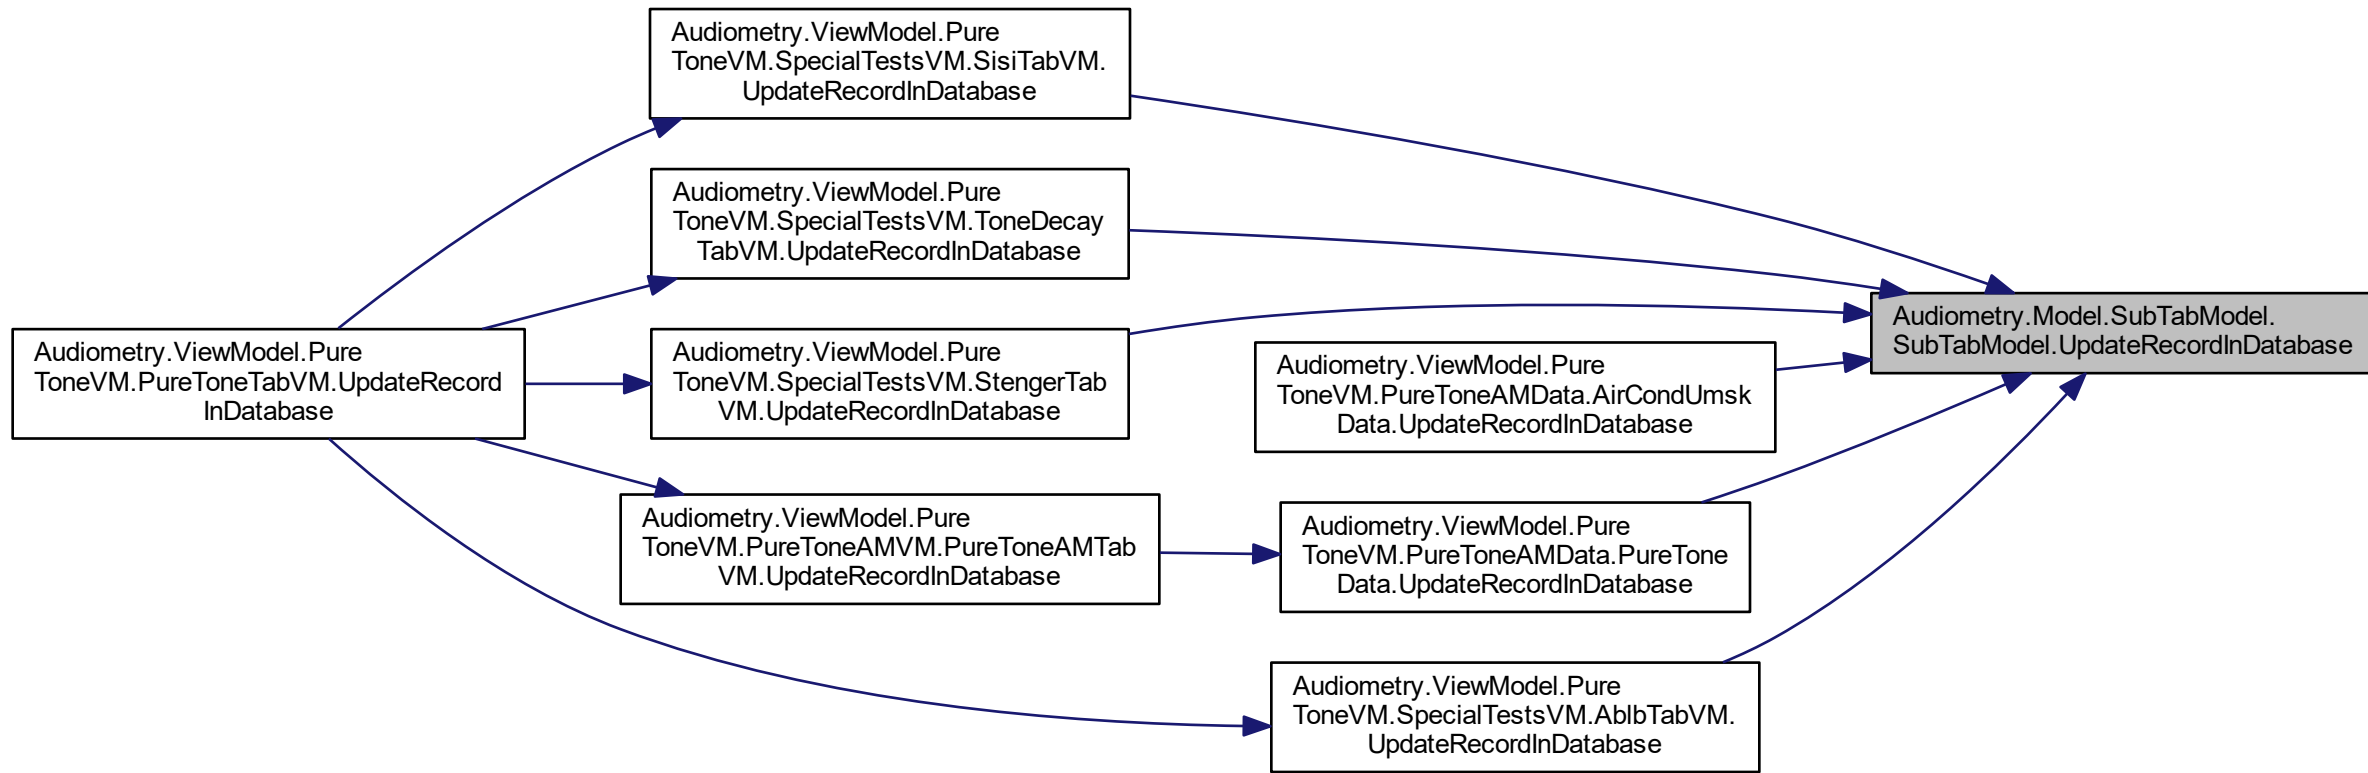 Audiometry.ViewModel.Pure
ToneVM.SpecialTestsVM.SisiTabVM.
UpdateRecordInDatabase
Audiometry.ViewModel.Pure
ToneVM.SpecialTestsVM.ToneDecay
TabVM.UpdateRecordInDatabase
Audiometry.Model.SubTabModel.
SubTabModel.UpdateRecordInDatabase
Audiometry.ViewModel.Pure
ToneVM.PureToneTabVM.UpdateRecord
InDatabase
Audiometry.ViewModel.Pure
ToneVM.SpecialTestsVM.StengerTab
VM.UpdateRecordInDatabase
Audiometry.ViewModel.Pure
ToneVM.PureToneAMData.AirCondUmsk
Data.UpdateRecordInDatabase
Audiometry.ViewModel.Pure
ToneVM.PureToneAMVM.PureToneAMTab
VM.UpdateRecordInDatabase
Audiometry.ViewModel.Pure
ToneVM.PureToneAMData.PureTone
Data.UpdateRecordInDatabase
Audiometry.ViewModel.Pure
ToneVM.SpecialTestsVM.AblbTabVM.
UpdateRecordInDatabase